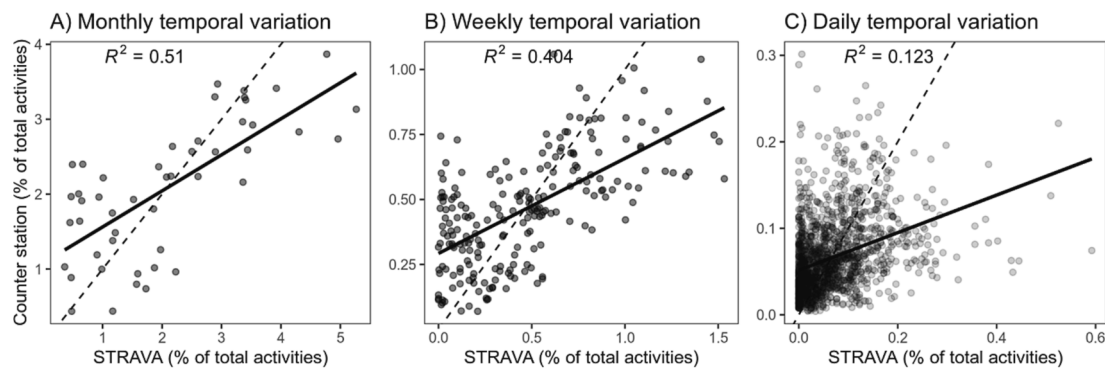 A) Monthly temporal variation
R² = 0.51
4
3
2
1
Counter station (% of total activities)
1 2 3 4 5
STRAVA (% of total activities)
B) Weekly temporal variation
R² = 0.404
1.00
0.75
0.50
0.25
0.0 0.5 1.0 1.5
STRAVA (% of total activities)
C) Daily temporal variation
R² = 0.123
0.3
0.2
0.1
0.0
0.0 0.2 0.4 0.6
STRAVA (% of total activities)